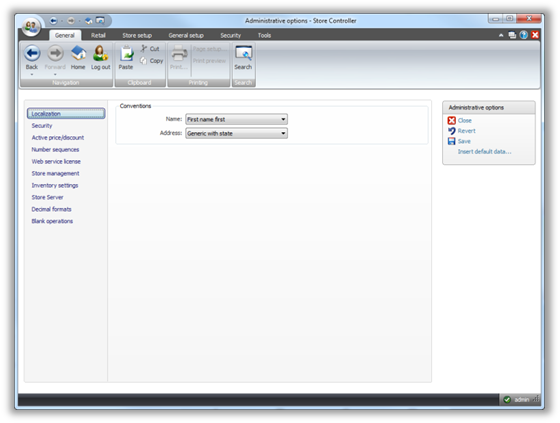 Administrative options - Store Controller
General Retail Store setup General setup Security Tools
Back Forward Home Log out Paste Cut Copy Print... Page setup... Print preview Search
Navigation Clipboard Printing Search
Localization
Security
Active price/discount
Number sequences
Web service license
Store management
Inventory settings
Store Server
Decimal formats
Blank operations
Conventions
Name: First name first
Address: Generic with state
Administrative options
Close
Revert
Save
Insert default data...
admin